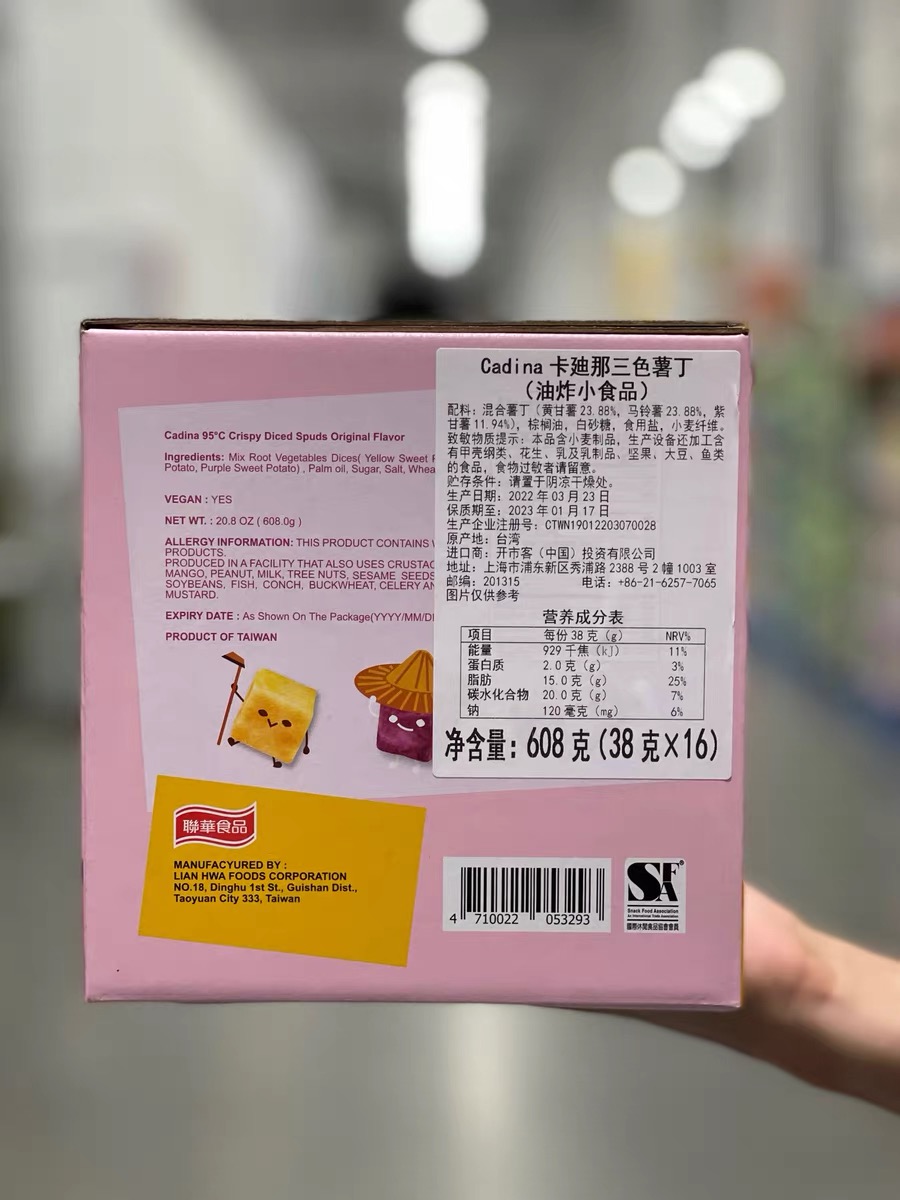 Cadina 95°C Crispy Diced Spuds Original Flavor
Ingredients: Mix Root Vegetables Dices( Yellow Sweet
Potato, Purple Sweet Potato) , Palm oil, Sugar, Salt,
VEGAN : YES
NET WT. : 20.8 OZ ( 608.0g )
ALLERGY INFORMATION: THIS PRODUCT CONTAINS
PRODUCTS.
PRODUCED IN A FACILITY THAT ALSO USES
MANGO, PEANUT, MILK, TREE NUTS, SESAME SEEDS
SOYBEANS, FISH, CONCH, BUCKWHEAT, CELERY
MUSTARD.
EXPIRY DATE : As Shown On The Package(YYYY/MM/
PRODUCT OF TAIWAN
Cadina 卡廸那三色薯丁
（油炸小食品）
配料：混合薯丁（黄甘薯 23.88%，马铃薯 23.88%，紫
甘薯 11.94%），棕榈油，白砂糖，食用盐，小麦纤维。
致敏物质提示：本品含小麦制品，生产设备还加工含
有甲壳纲类、花生、乳及乳制品、坚果、大豆、鱼类
的食品，食物过敏者请留意。
贮存条件：请置于阴凉干燥处。
生产日期：2022 年 03 月 23 日
保质期至：2023 年 01 月 17 日
生产企业注册号：CTWN19012203070028
原产地：台湾
进口商：开市客（中国）投资有限公司
地址：上海市浦东新区秀浦路 2388 号 2 幢 1003 室
邮编：201315 电话：+86-21-6257-7065
图片仅供参考
营养成分表
项目 每份 38 克（g） NRV%
能量 929 千焦（kJ） 11%
蛋白质 2.0 克（g） 3%
脂肪 15.0 克（g） 25%
碳水化合物 20.0 克（g） 7%
钠 120 毫克（mg） 6%
净含量：608 克（38 克×16）
聯華食品
MANUFACYURED BY :
LIAN HWA FOODS CORPORATION
NO.18, Dinghu 1st St., Guishan Dist.,
Taoyuan City 333, Taiwan
4 710022 053293
SFA
Snack Food Association
An International Trade Association
國際休閒食品協會會員